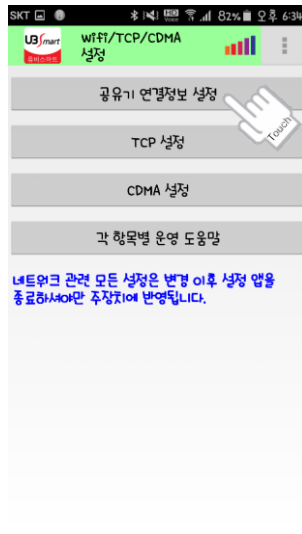 SKT 82% 오후 6:34
UBSmart
유비스마트
wifi/TCP/CDMA
설정
공유기 연결정보 설정
Touch
TCP 설정
CDMA 설정
각 항목별 운영 도움말
네트워크 관련 모든 설정은 변경 이후 설정 앱을
종료하셔야만 주장치에 반영됩니다.